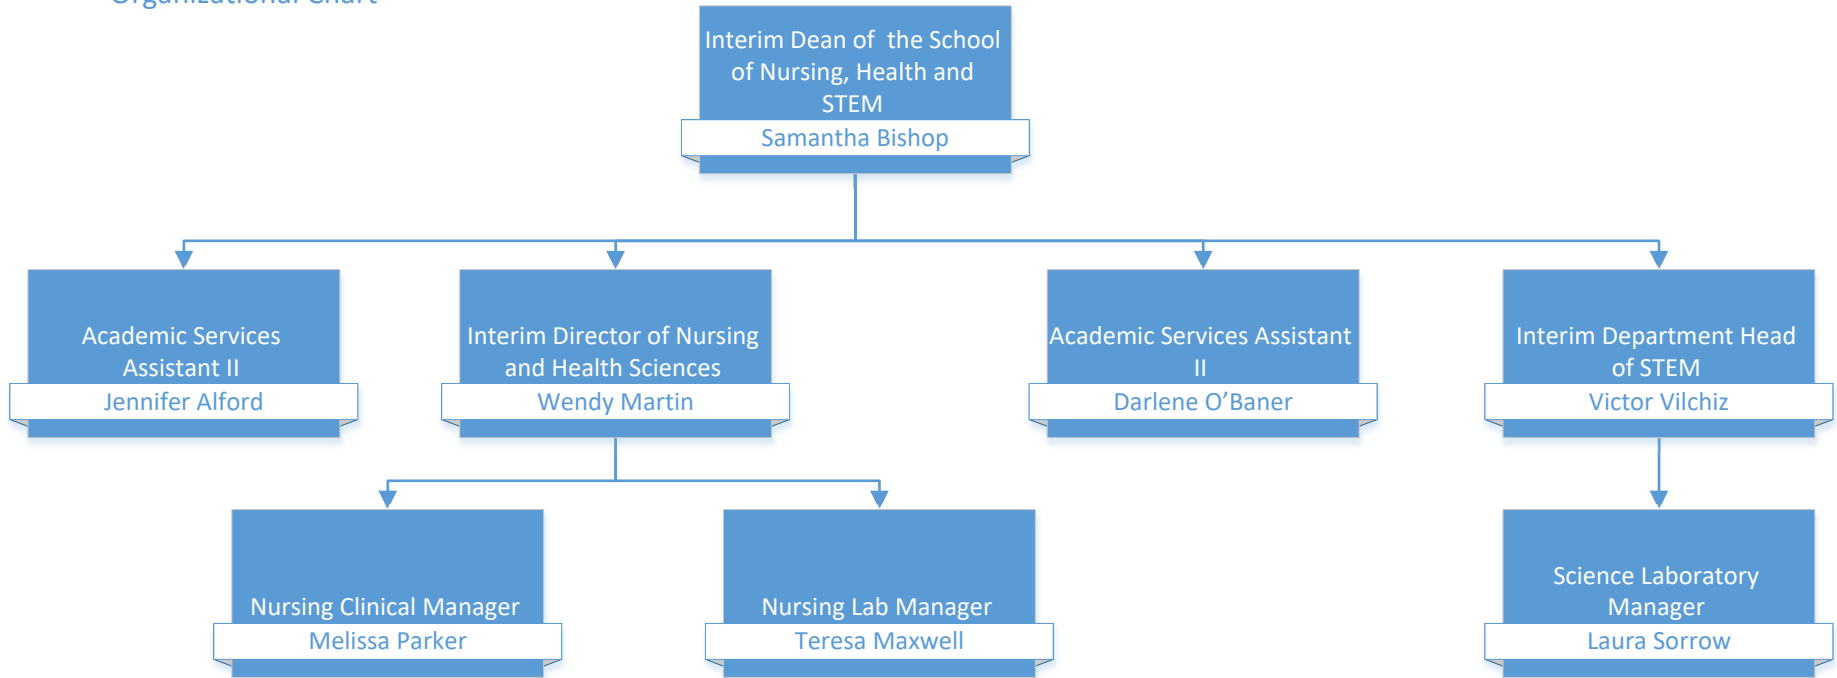 Organizational Chart
Interim Dean of the School
of Nursing, Health and
STEM
Samantha Bishop
Academic Services
Assistant II
Jennifer Alford
Interim Director of Nursing
and Health Sciences
Wendy Martin
Academic Services Assistant
II
Darlene O’Baner
Interim Department Head
of STEM
Victor Vilchiz
Nursing Clinical Manager
Melissa Parker
Nursing Lab Manager
Teresa Maxwell
Science Laboratory
Manager
Laura Sorrow